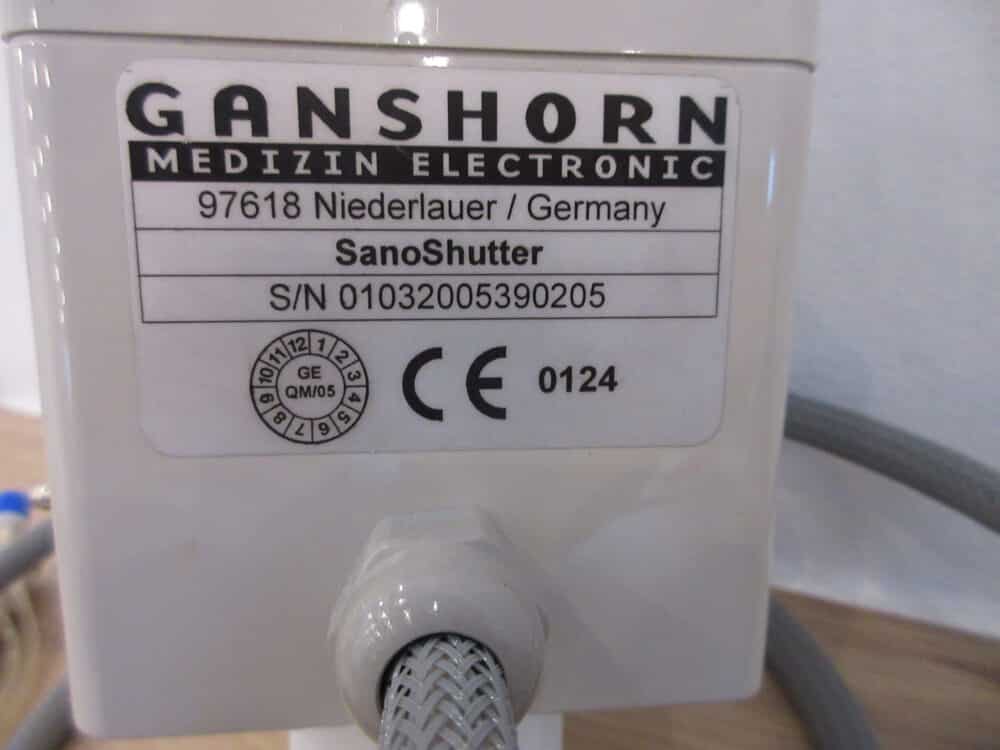 GANSHORN
MEDIZIN ELECTRONIC
97618 Niederlauer / Germany
SanoShutter
S/N 01032005390205
12 1 2 3 4 5 6 7 8 9 10 11
GE
QM/05
CE 0124